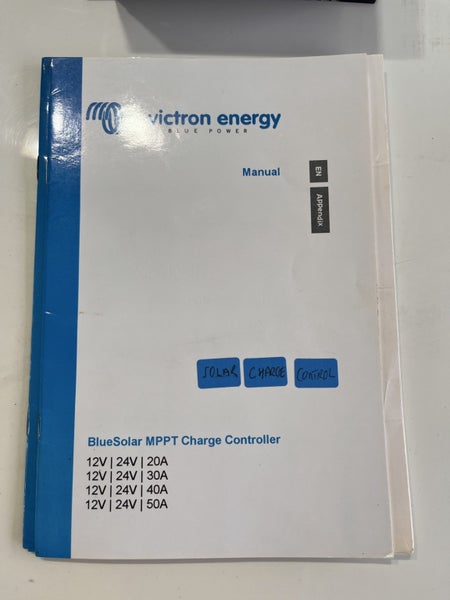 victron energy
BLUE POWER
Manual
EN
Appendix
SOLAR CHARGE CONTROL
BlueSolar MPPT Charge Controller
12V | 24V | 20A
12V | 24V | 30A
12V | 24V | 40A
12V | 24V | 50A